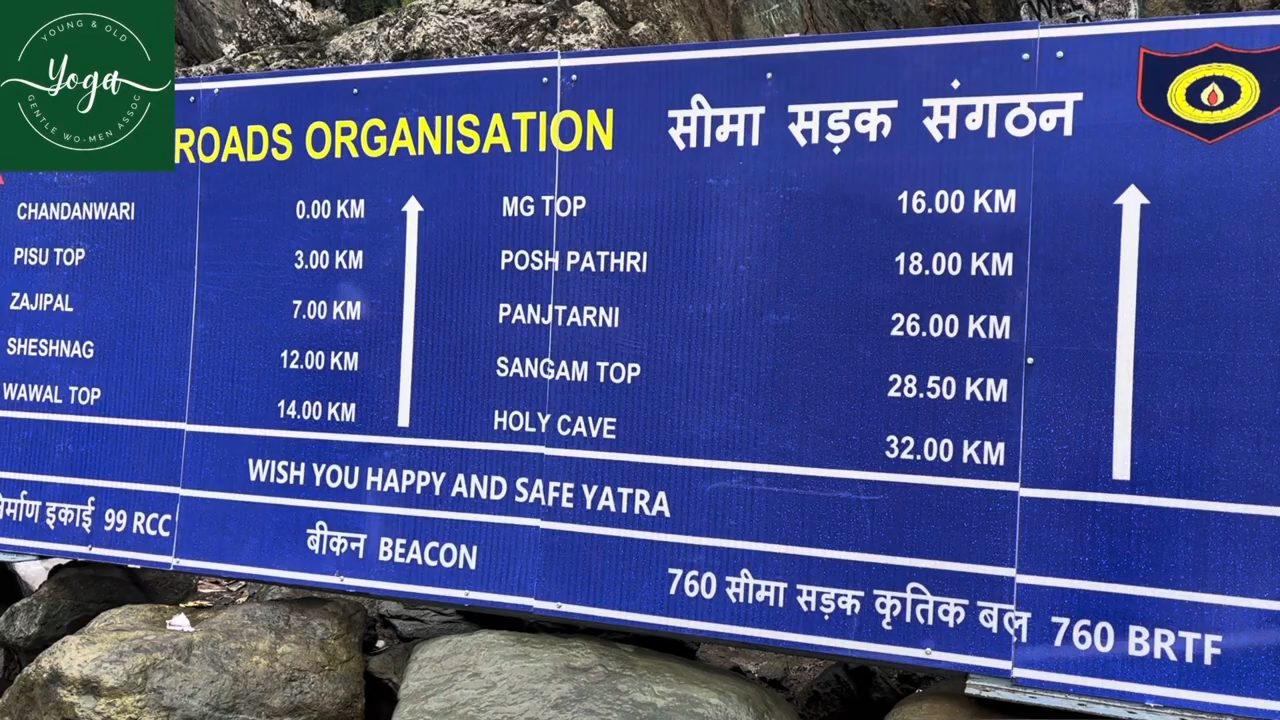 YOUNG & OLD
Yoga
GENTLE WO-MEN ASSOC
ROADS ORGANISATION सीमा सड़क संगठन
CHANDANWARI 0.00 KM MG TOP 16.00 KM
PISU TOP 3.00 KM POSH PATHRI 18.00 KM
ZAJIPAL 7.00 KM PANJTARNI 26.00 KM
SHESHNAG 12.00 KM SANGAM TOP 28.50 KM
WAWAL TOP 14.00 KM HOLY CAVE 32.00 KM
WISH YOU HAPPY AND SAFE YATRA
इकाई 99 RCC बीकन BEACON 760 सीमा सड़क कृतिक बल 760 BRTF